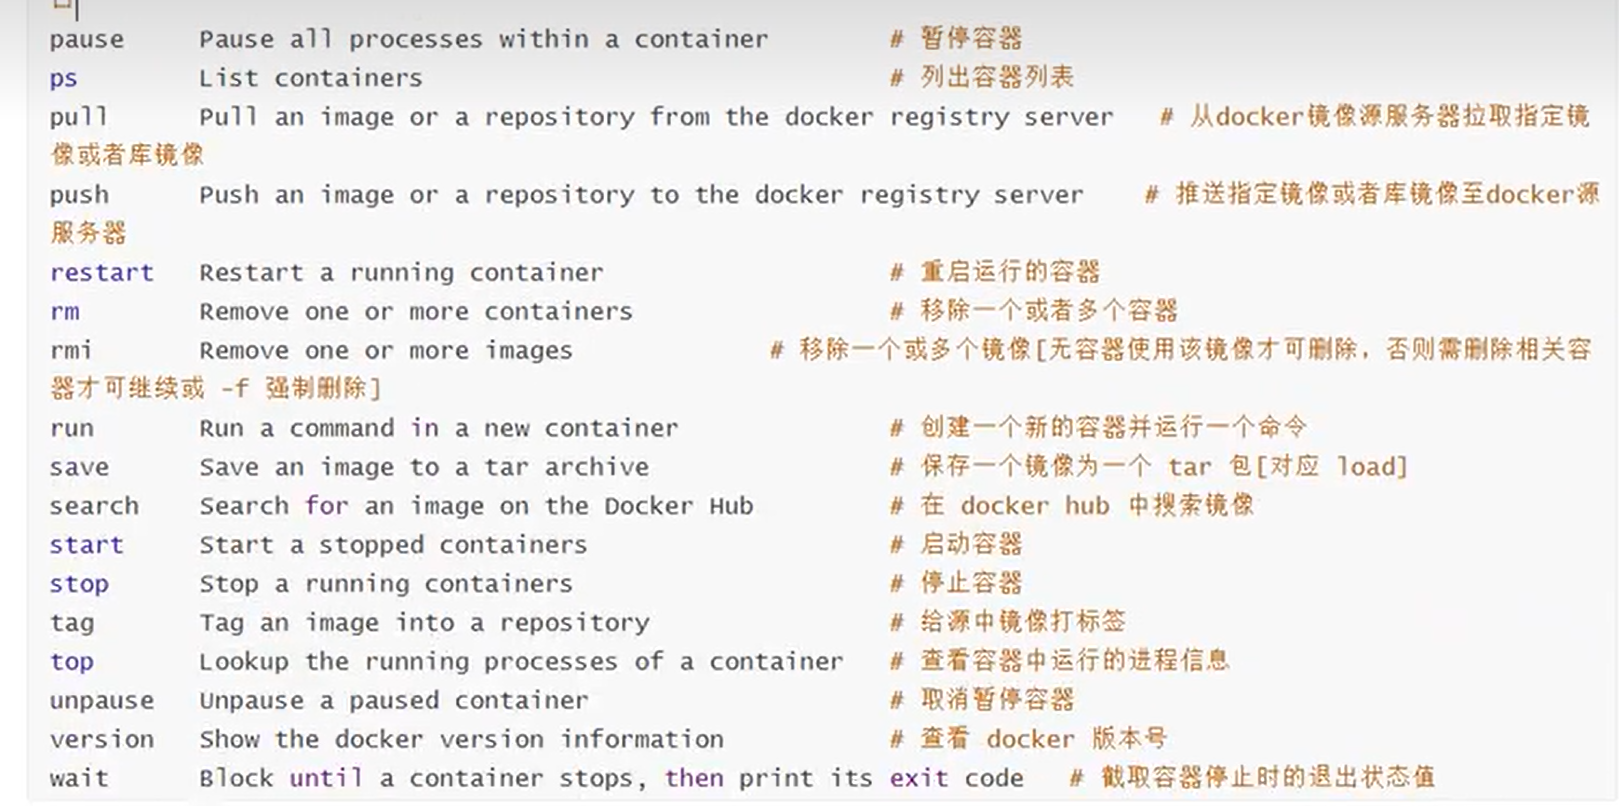 口
pause Pause all processes within a container # 暂停容器
ps List containers # 列出容器列表
pull Pull an image or a repository from the docker registry server # 从docker镜像源服务器拉取指定镜
像或者库镜像
push Push an image or a repository to the docker registry server # 推送指定镜像或者库镜像至docker源
服务器
restart Restart a running container # 重启运行的容器
rm Remove one or more containers # 移除一个或者多个容器
rmi Remove one or more images # 移除一个或多个镜像[无容器使用该镜像才可删除，否则需删除相关容
器才可继续或 -f 强制删除]
run Run a command in a new container # 创建一个新的容器并运行一个命令
save Save an image to a tar archive # 保存一个镜像为一个 tar 包[对应 load]
search Search for an image on the Docker Hub # 在 docker hub 中搜索镜像
start Start a stopped containers # 启动容器
stop Stop a running containers # 停止容器
tag Tag an image into a repository # 给源中镜像打标签
top Lookup the running processes of a container # 查看容器中运行的进程信息
unpause Unpause a paused container # 取消暂停容器
version Show the docker version information # 查看 docker 版本号
wait Block until a container stops, then print its exit code # 截取容器停止时的退出状态值